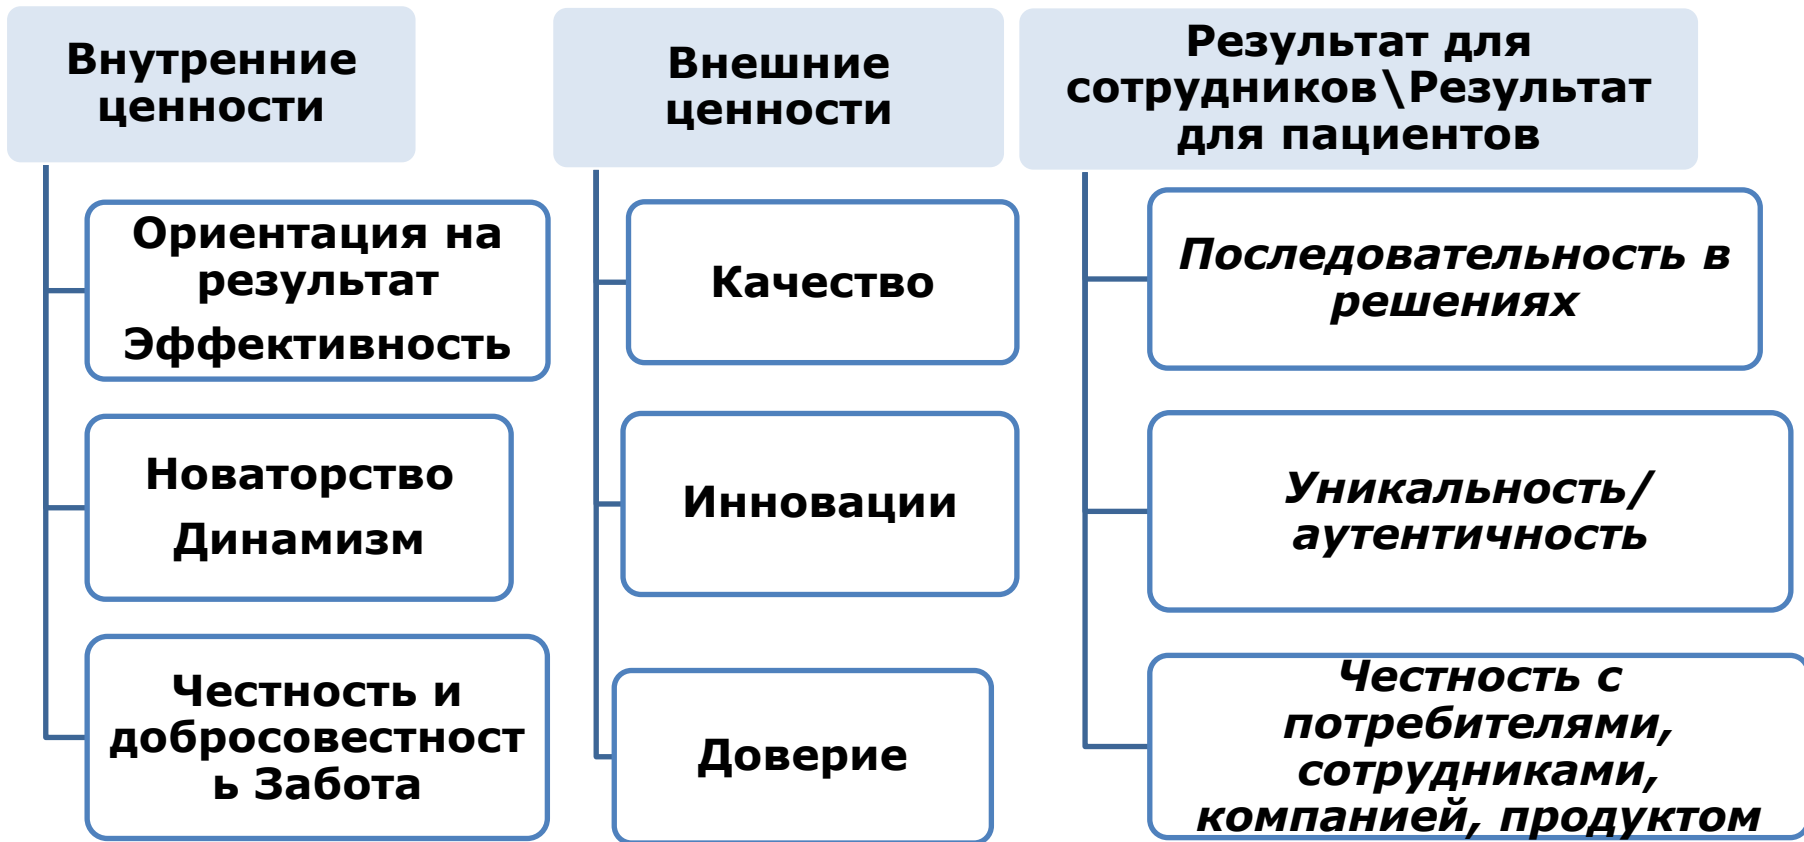 Внутренние
ценности
Ориентация на
результат
Эффективность
Новаторство
Динамизм
Честность и
добросовестност
ь Забота
Внешние
ценности
Качество
Инновации
Доверие
Результат для
сотрудников\Результат
для пациентов
Последовательность в
решениях
Уникальность/
аутентичность
Честность с
потребителями,
сотрудниками,
компанией, продуктом